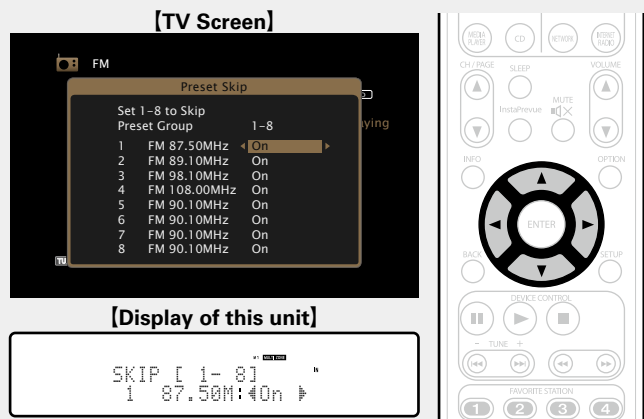 【TV Screen】
FM
Preset Skip
Set 1–8 to Skip
Preset Group 1–8
ying
1 FM 87.50MHz On
2 FM 89.10MHz On
3 FM 98.10MHz On
4 FM 108.00MHz On
5 FM 90.10MHz On
6 FM 90.10MHz On
7 FM 90.10MHz On
8 FM 90.10MHz On
TU
【Display of this unit】
MULTI ZONE
SKIP [ 1- 8]
1 87.50M:◀On ▶
MEDIA PLAYER
CD
NETWORK
INTERNET RADIO
CH / PAGE
SLEEP
VOLUME
InstaPrevue
MUTE
INFO
OPTION
ENTER
BACK
SETUP
DEVICE CONTROL
- TUNE +
FAVORITE STATION
1 2 3 4